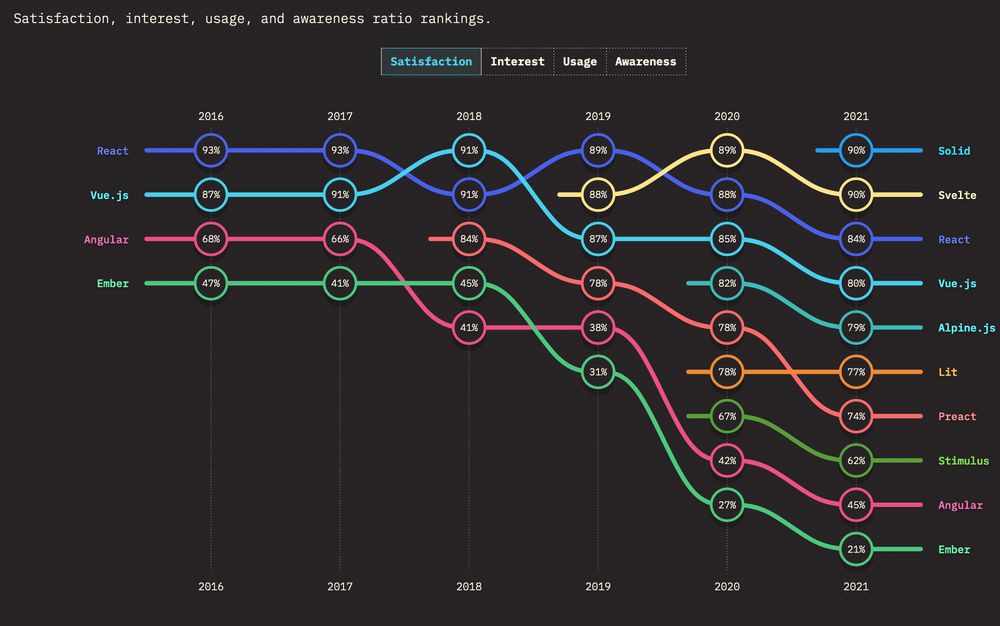 Satisfaction, interest, usage, and awareness ratio rankings.
Satisfaction Interest Usage Awareness
2016 2017 2018 2019 2020 2021
React 93% 93% 91% 89% 89% 90% Solid
Vue.js 87% 91% 91% 88% 88% 90% Svelte
Angular 68% 66% 84% 87% 85% 84% React
Ember 47% 41% 45% 78% 82% 80% Vue.js
41% 38% 78% 79% Alpine.js
31% 78% 77% Lit
67% 74% Preact
42% 62% Stimulus
27% 45% Angular
21% Ember
2016 2017 2018 2019 2020 2021